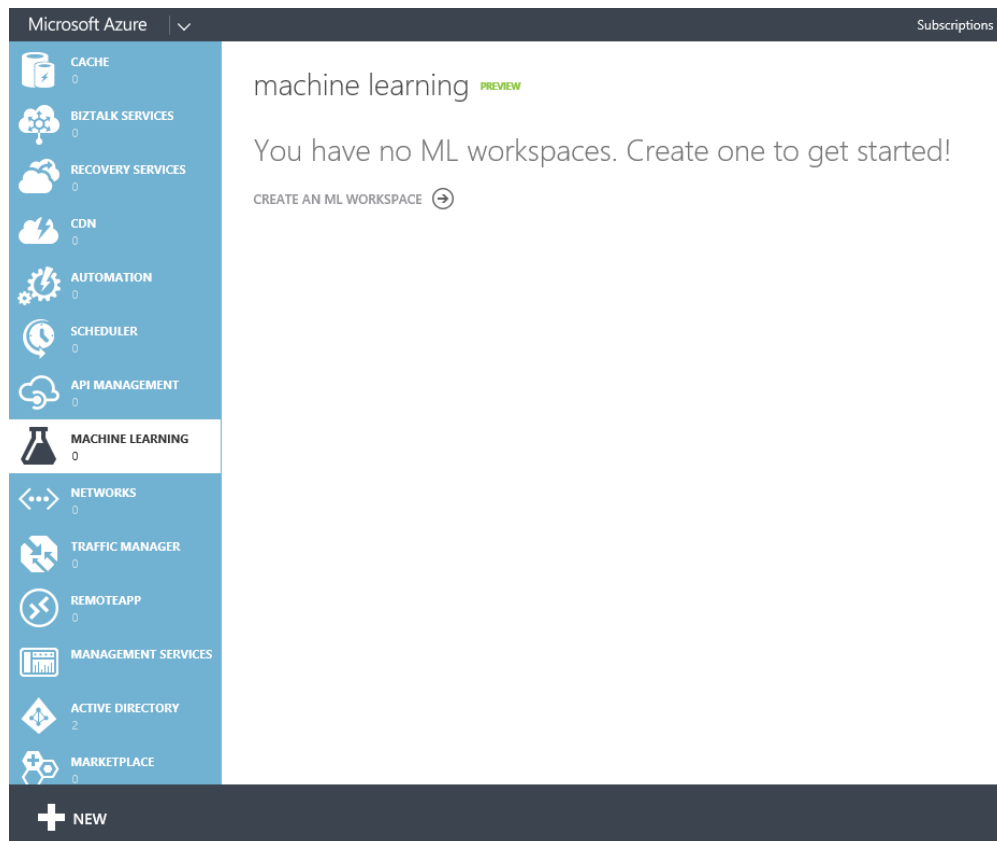 Microsoft Azure
Subscriptions
CACHE
0
BIZTALK SERVICES
0
RECOVERY SERVICES
0
CDN
0
AUTOMATION
0
SCHEDULER
0
API MANAGEMENT
0
MACHINE LEARNING
0
NETWORKS
0
TRAFFIC MANAGER
0
REMOTEAPP
0
MANAGEMENT SERVICES
ACTIVE DIRECTORY
2
MARKETPLACE
0
machine learning PREVIEW
You have no ML workspaces. Create one to get started!
CREATE AN ML WORKSPACE
NEW